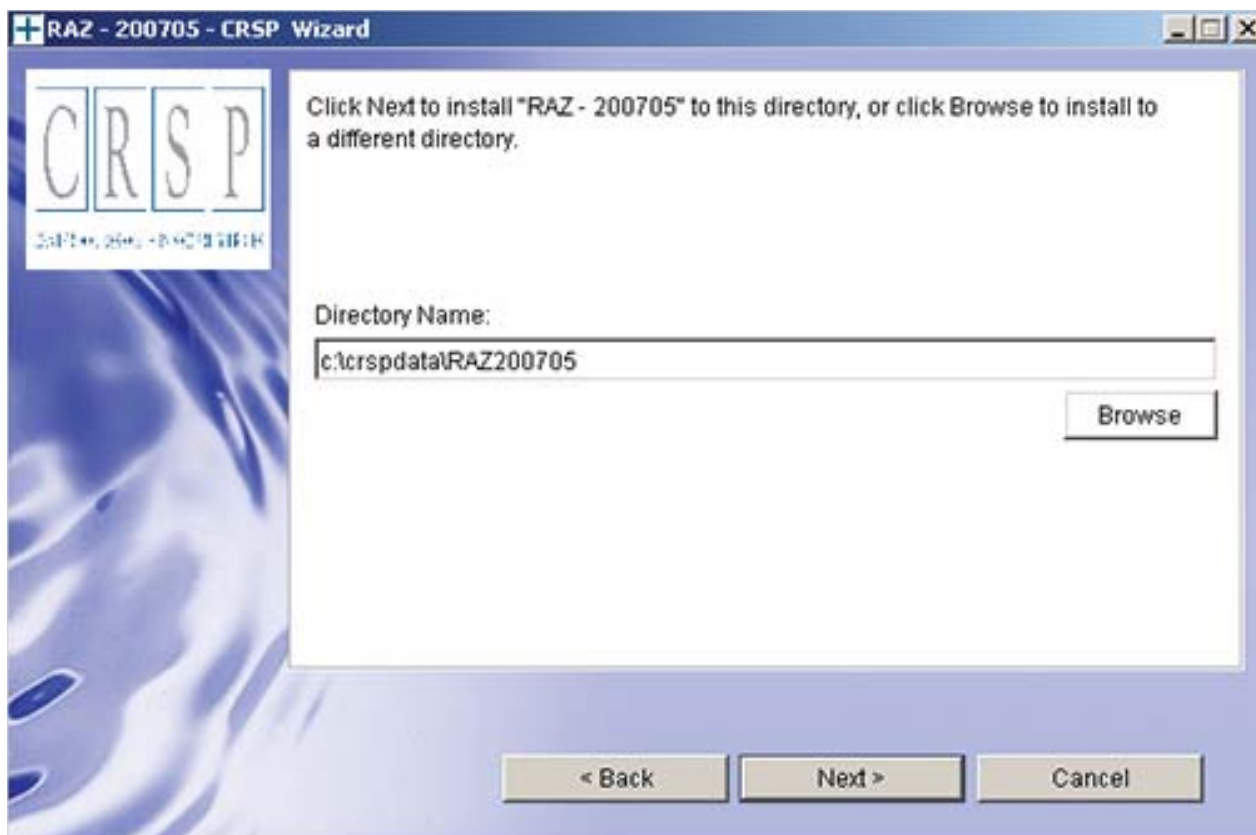 RAZ - 200705 - CRSP Wizard
CRSP
Click Next to install "RAZ - 200705" to this directory, or click Browse to install to
a different directory.
Directory Name:
c:\crspdata\RAZ200705
Browse
< Back
Next >
Cancel